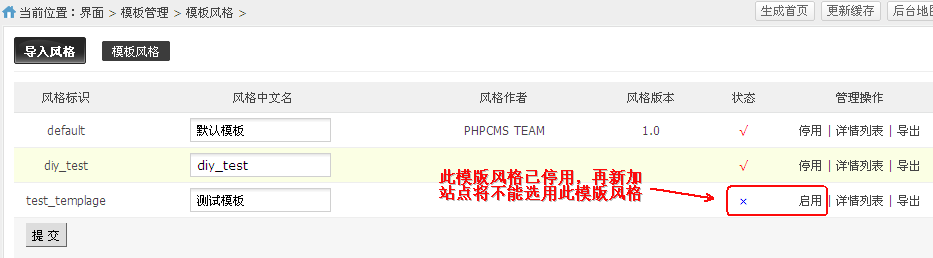 当前位置：界面 > 模板管理 > 模板风格 >
生成首页 更新缓存 后台地图
导入风格 模板风格
风格标识 风格中文名 风格作者 风格版本 状态 管理操作
default 默认模板 PHPCMS TEAM 1.0 √ 停用 | 详情列表 | 导出
diy_test diy_test √ 停用 | 详情列表 | 导出
此模版风格已停用，再新加
站点将不能选用此模版风格
test_templage 测试模板 × 启用 | 详情列表 | 导出
提 交